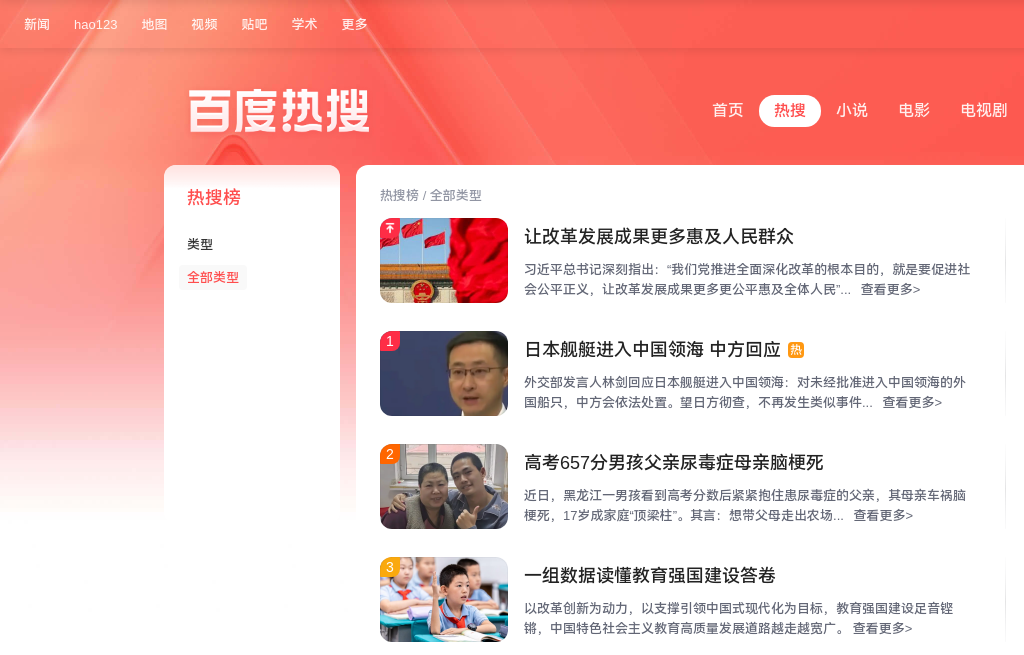 新闻 hao123 地图 视频 贴吧 学术 更多
百度热搜
首页 热搜 小说 电影 电视剧
热搜榜
类型
全部类型
热搜榜 / 全部类型
让改革发展成果更多惠及人民群众
习近平总书记深刻指出：“我们党推进全面深化改革的根本目的，就是要促进社
会公平正义，让改革发展成果更多更公平惠及全体人民”... 查看更多>
1
日本舰艇进入中国领海 中方回应 热
外交部发言人林剑回应日本舰艇进入中国领海：对未经批准进入中国领海的外
国船只，中方会依法处置。望日方彻查，不再发生类似事件... 查看更多>
2
高考657分男孩父亲尿毒症母亲脑梗死
近日，黑龙江一男孩看到高考分数后紧紧抱住患尿毒症的父亲，其母亲车祸脑
梗死，17岁成家庭“顶梁柱”。其言：想带父母走出农场... 查看更多>
3
一组数据读懂教育强国建设答卷
以改革创新为动力，以支撑引领中国式现代化为目标，教育强国建设足音铿
锵，中国特色社会主义教育高质量发展道路越走越宽广。 查看更多>